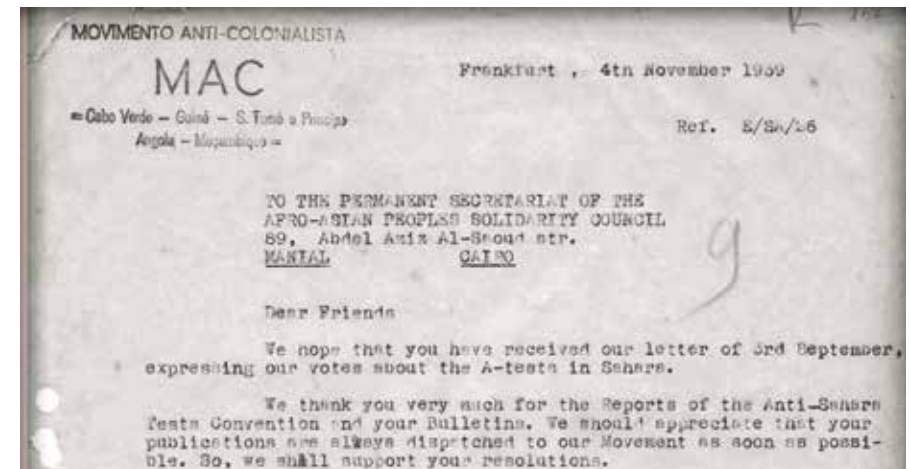 MOVIMENTO ANTI-COLONIALISTA
MAC
Frankfurt , 4th November 1959
= Cabo Verde – Guiné – S. Tomé e Príncipe
Angola – Moçambique =
Ref. E/SA/26
TO THE PERMANENT SECRETARIAT OF THE
AFRO-ASIAN PEOPLES SOLIDARITY COUNCIL
89, Abdel Aziz Al-Saoud str.
MANIAL CAIRO
9
Dear Friends
We hope that you have received our letter of 3rd September,
expressing our votes about the A-tests in Sahara.
We thank you very much for the Reports of the Anti-Sahara
Tests Convention and your Bulletins. We should appreciate that your
publications are always dispatched to our Movement as soon as possi-
ble. So, we shall support your resolutions.